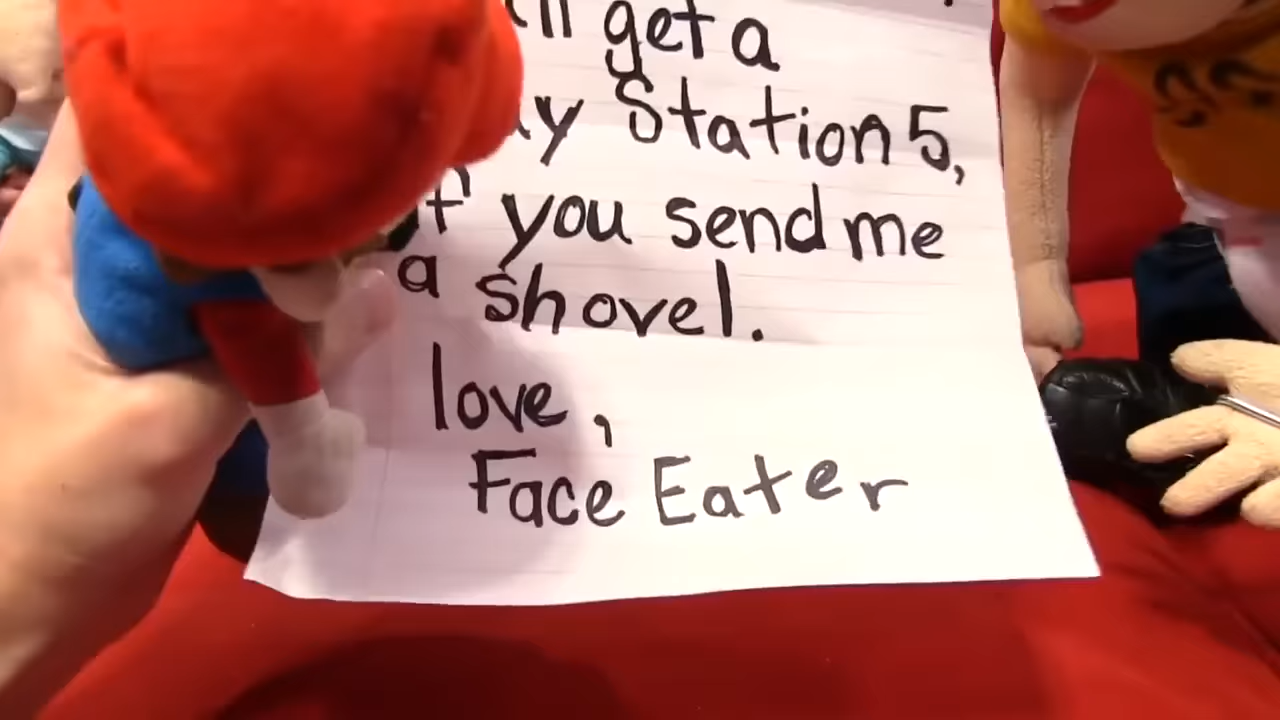 get a
Station 5,
you send me
a shovel.
love,
Face Eater